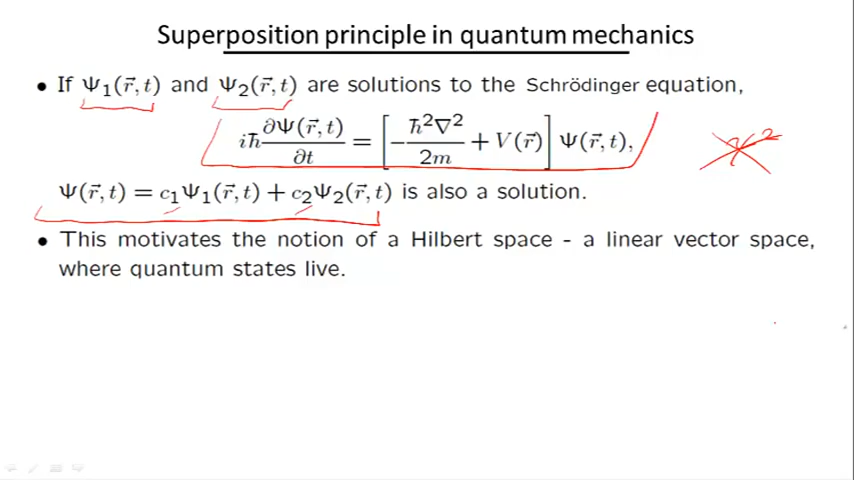 Superposition principle in quantum mechanics
• If Ψ₁(r⃗, t) and Ψ₂(r⃗, t) are solutions to the Schrödinger equation,
iℏ ∂Ψ(r⃗, t)/∂t = [−ℏ²∇²/2m + V(r⃗)] Ψ(r⃗, t),
Ψ(r⃗, t) = c₁Ψ₁(r⃗, t) + c₂Ψ₂(r⃗, t) is also a solution.
• This motivates the notion of a Hilbert space - a linear vector space,
where quantum states live.